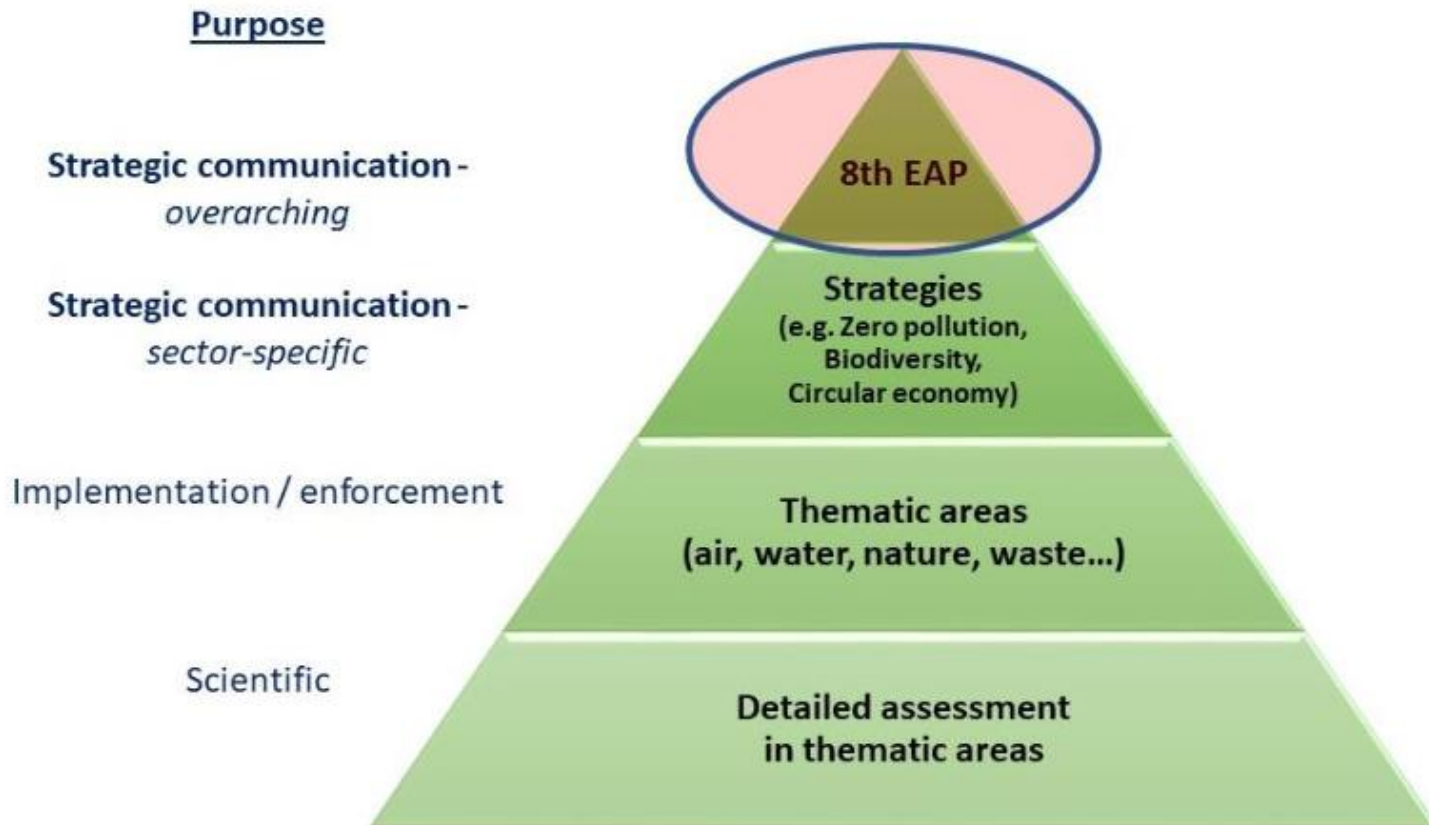 Purpose
Strategic communication -
overarching
8th EAP
Strategic communication -
sector-specific
Strategies
(e.g. Zero pollution,
Biodiversity,
Circular economy)
Implementation / enforcement
Thematic areas
(air, water, nature, waste…)
Scientific
Detailed assessment
in thematic areas